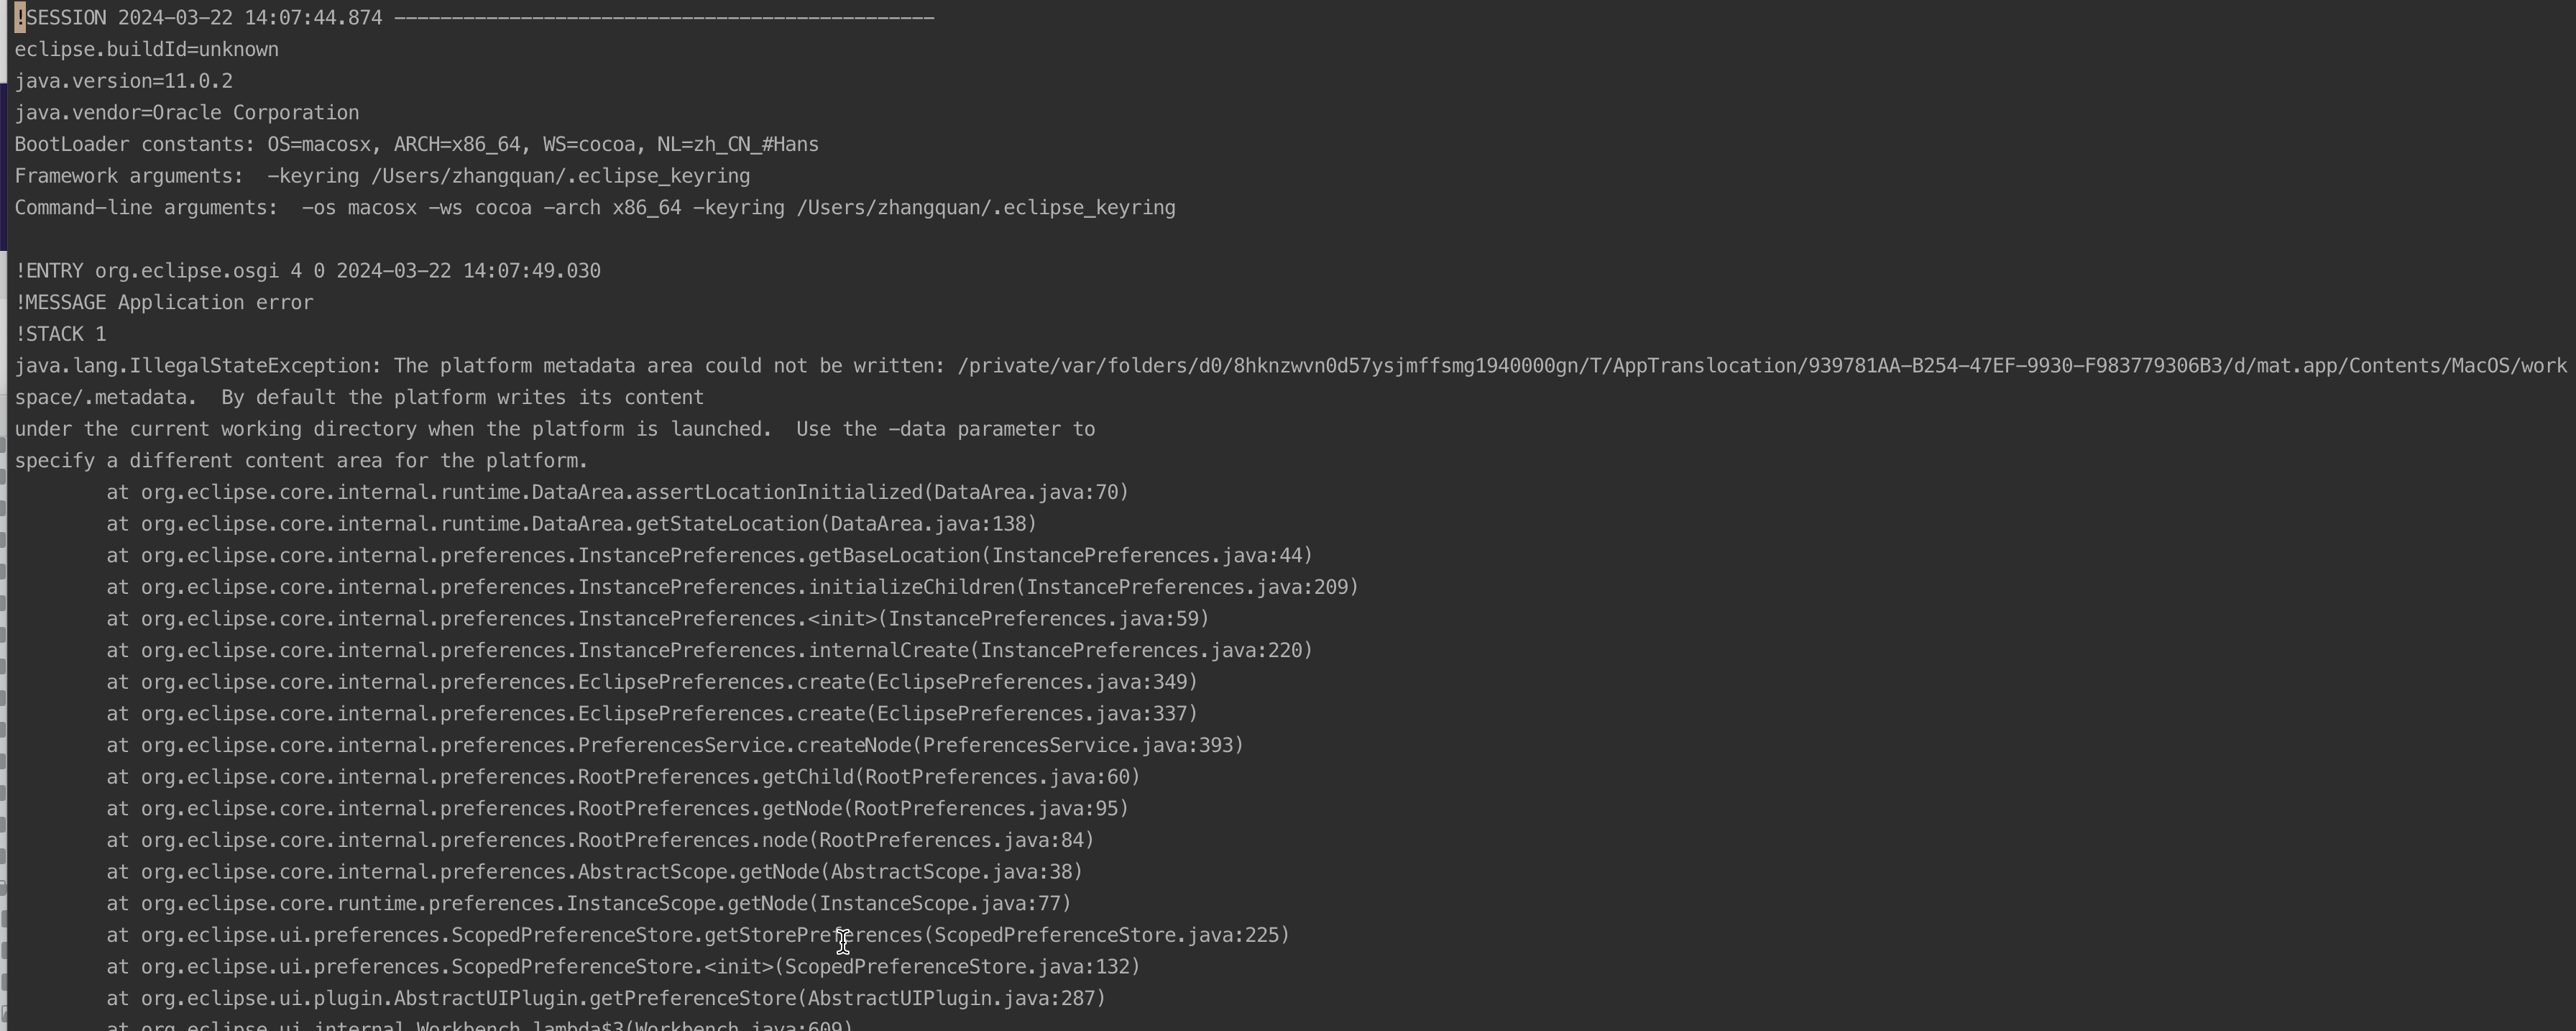 !SESSION 2024-03-22 14:07:44.874 -----------------------------------------------
eclipse.buildId=unknown
java.version=11.0.2
java.vendor=Oracle Corporation
BootLoader constants: OS=macosx, ARCH=x86_64, WS=cocoa, NL=zh_CN_#Hans
Framework arguments:  -keyring /Users/zhangquan/.eclipse_keyring
Command-line arguments:  -os macosx -ws cocoa -arch x86_64 -keyring /Users/zhangquan/.eclipse_keyring
!ENTRY org.eclipse.osgi 4 0 2024-03-22 14:07:49.030
!MESSAGE Application error
!STACK 1
java.lang.IllegalStateException: The platform metadata area could not be written: /private/var/folders/d0/8hknzwvn0d57ysjmffsmg1940000gn/T/AppTranslocation/939781AA-B254-47EF-9930-F983779306B3/d/mat.app/Contents/MacOS/work
space/.metadata.  By default the platform writes its content
under the current working directory when the platform is launched.  Use the -data parameter to
specify a different content area for the platform.
at org.eclipse.core.internal.runtime.DataArea.assertLocationInitialized(DataArea.java:70)
at org.eclipse.core.internal.runtime.DataArea.getStateLocation(DataArea.java:138)
at org.eclipse.core.internal.preferences.InstancePreferences.getBaseLocation(InstancePreferences.java:44)
at org.eclipse.core.internal.preferences.InstancePreferences.initializeChildren(InstancePreferences.java:209)
at org.eclipse.core.internal.preferences.InstancePreferences.<init>(InstancePreferences.java:59)
at org.eclipse.core.internal.preferences.InstancePreferences.internalCreate(InstancePreferences.java:220)
at org.eclipse.core.internal.preferences.EclipsePreferences.create(EclipsePreferences.java:349)
at org.eclipse.core.internal.preferences.EclipsePreferences.create(EclipsePreferences.java:337)
at org.eclipse.core.internal.preferences.PreferencesService.createNode(PreferencesService.java:393)
at org.eclipse.core.internal.preferences.RootPreferences.getChild(RootPreferences.java:60)
at org.eclipse.core.internal.preferences.RootPreferences.getNode(RootPreferences.java:95)
at org.eclipse.core.internal.preferences.RootPreferences.node(RootPreferences.java:84)
at org.eclipse.core.internal.preferences.AbstractScope.getNode(AbstractScope.java:38)
at org.eclipse.core.runtime.preferences.InstanceScope.getNode(InstanceScope.java:77)
at org.eclipse.ui.preferences.ScopedPreferenceStore.getStorePreferences(ScopedPreferenceStore.java:225)
at org.eclipse.ui.preferences.ScopedPreferenceStore.<init>(ScopedPreferenceStore.java:132)
at org.eclipse.ui.plugin.AbstractUIPlugin.getPreferenceStore(AbstractUIPlugin.java:287)
at org.eclipse.ui.internal.Workbench.lambda$3(Workbench.java:609)